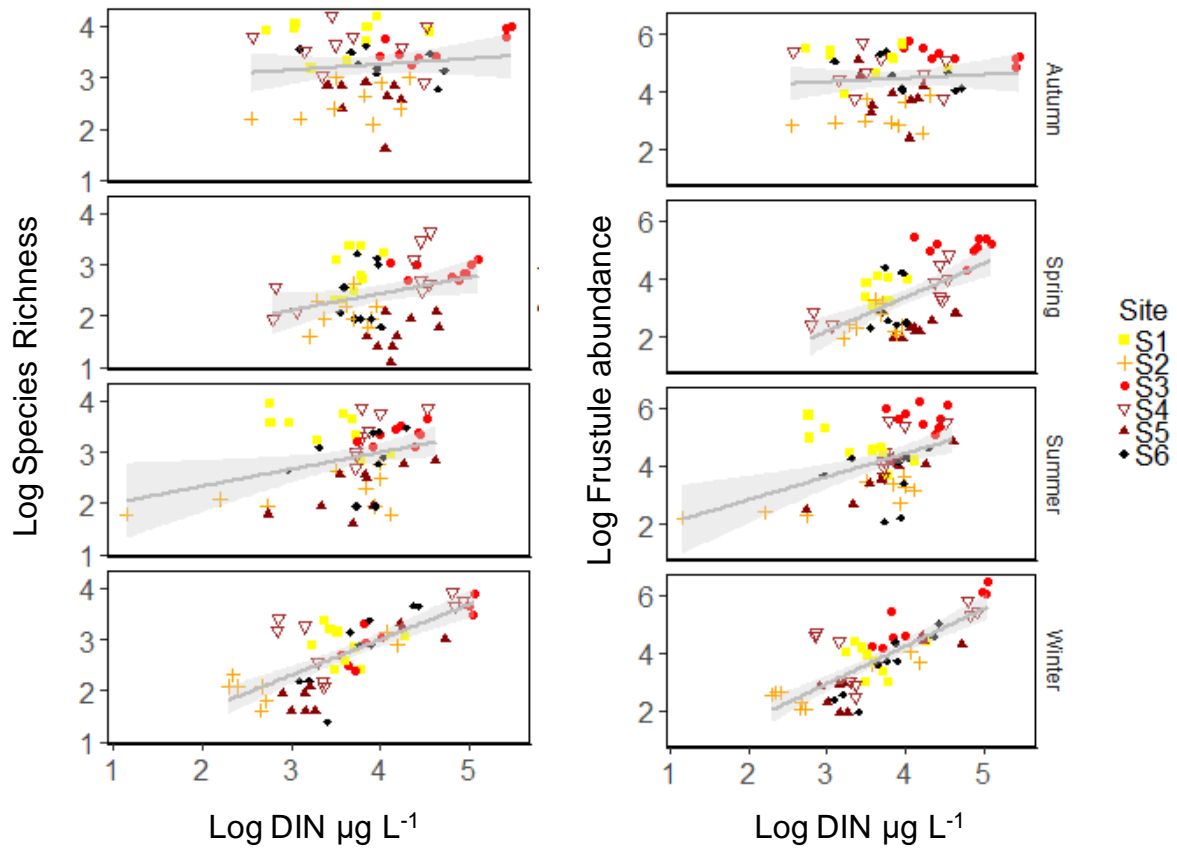 Log Species Richness
4
3
2
1
4
3
2
1
4
3
2
1
4
3
2
1
1 2 3 4 5
Log DIN µg L-1
Log Frustule abundance
6
4
2
6
4
2
6
4
2
6
4
2
1 2 3 4 5
Log DIN µg L-1
Autumn
Spring
Summer
Winter
Site
S1
S2
S3
S4
S5
S6